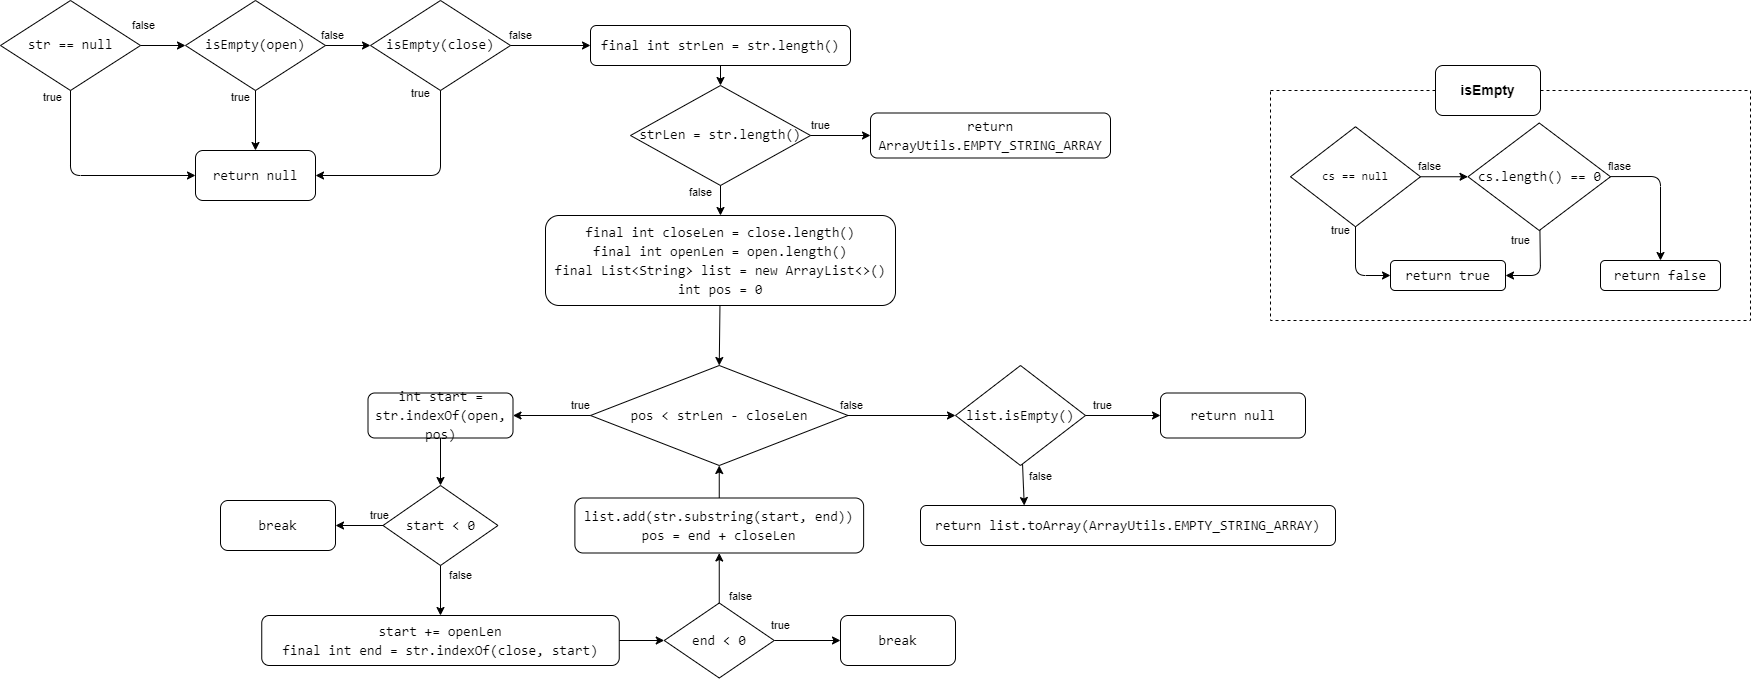 str == null
false
isEmpty(open)
false
isEmpty(close)
false
final int strLen = str.length()
true
true
true
return null
strLen = str.length()
true
return
ArrayUtils.EMPTY_STRING_ARRAY
false
isEmpty
cs == null
false
cs.length() == 0
flase
true
true
return true
return false
final int closeLen = close.length()
final int openLen = open.length()
final List<String> list = new ArrayList<>()
int pos = 0
int start =
str.indexOf(open,
pos)
true
pos < strLen - closeLen
false
list.isEmpty()
true
return null
false
return list.toArray(ArrayUtils.EMPTY_STRING_ARRAY)
break
true
start < 0
false
list.add(str.substring(start, end))
pos = end + closeLen
false
start += openLen
final int end = str.indexOf(close, start)
end < 0
true
break